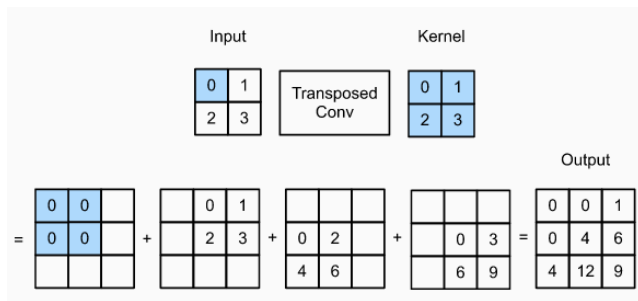 Input Kernel
0 1 Transposed 0 1
2 3 Conv 2 3
Output
0 0 0 1 0 0 1
= 0 0 + 2 3 + 0 2 + 0 3 = 0 4 6
4 6 6 9 4 12 9